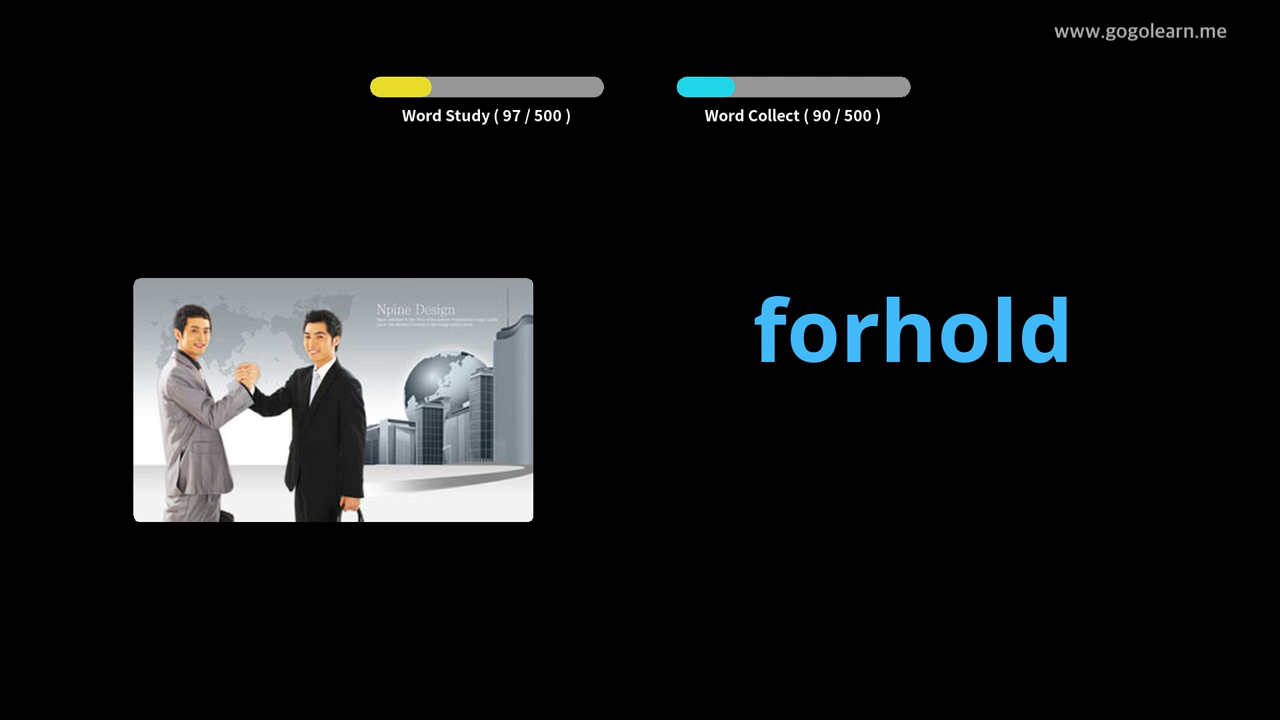 www.gogolearn.me
Word Study ( 97 / 500 )
Word Collect ( 90 / 500 )
Npine Design
forhold